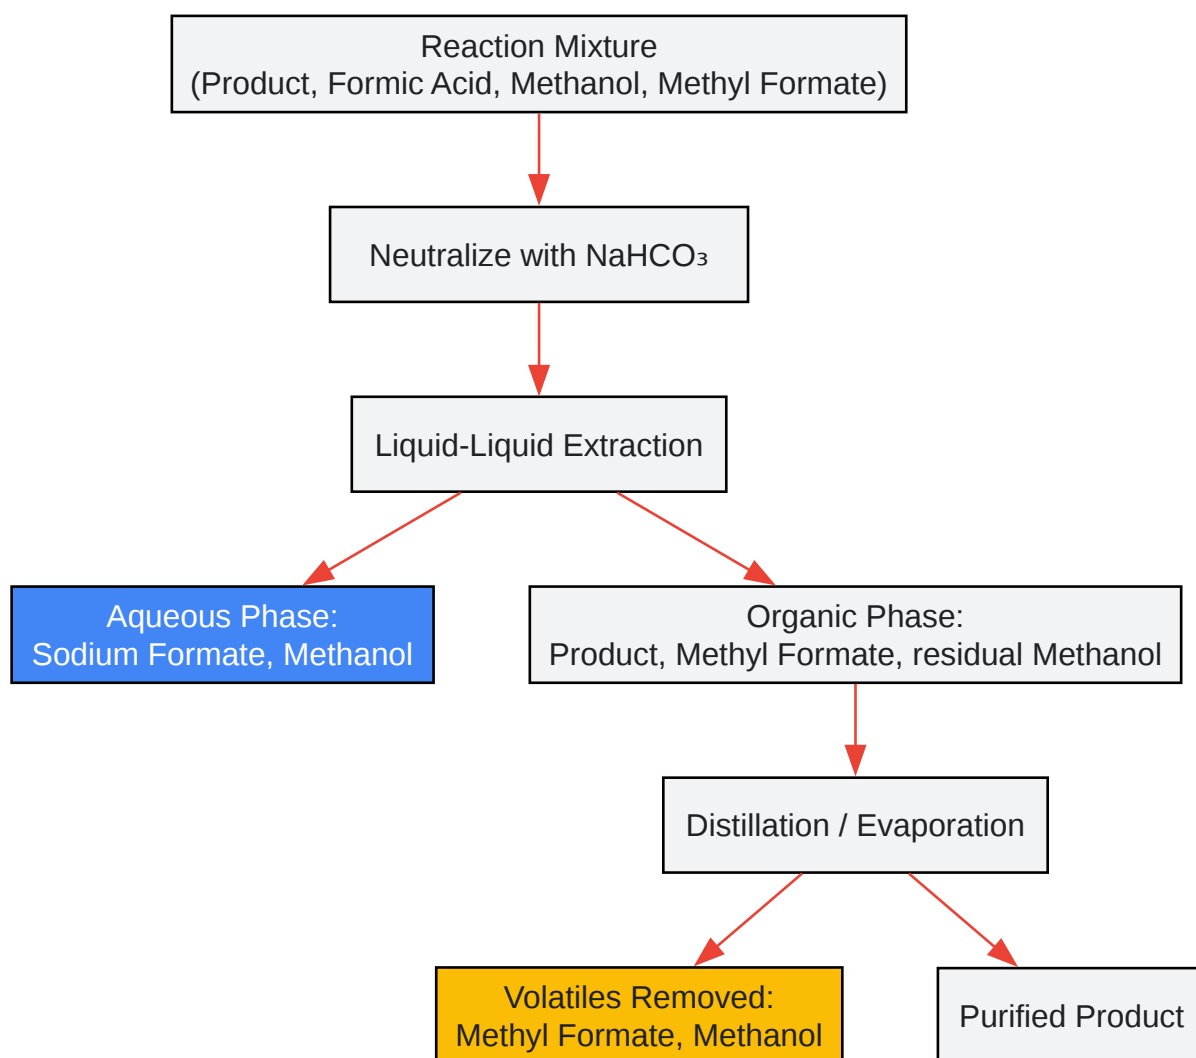 Reaction Mixture
(Product, Formic Acid, Methanol, Methyl Formate)
Neutralize with NaHCO₃
Liquid-Liquid Extraction
Aqueous Phase:
Sodium Formate, Methanol
Organic Phase:
Product, Methyl Formate, residual Methanol
Distillation / Evaporation
Volatiles Removed:
Methyl Formate, Methanol
Purified Product